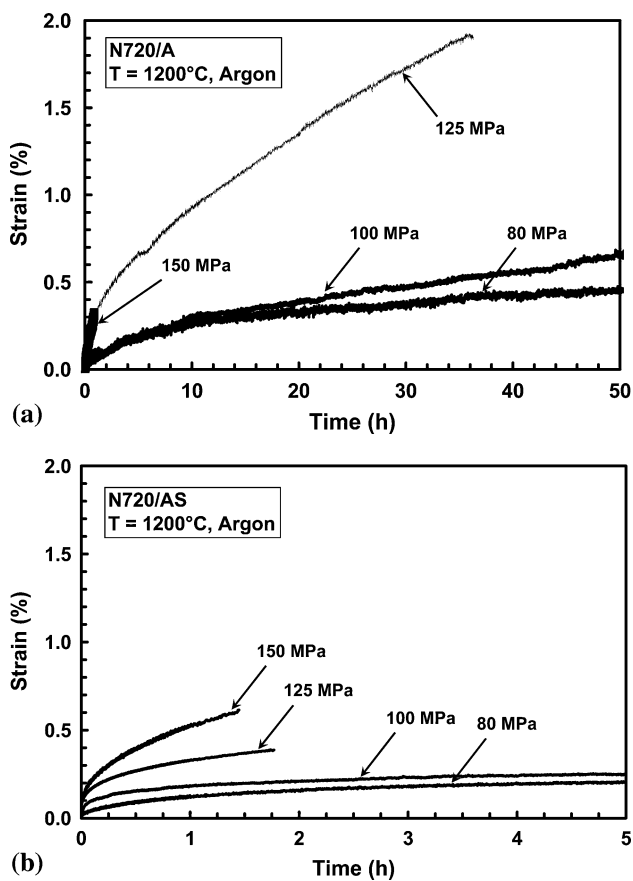 2.0
N720/A
T = 1200°C, Argon
1.5
125 MPa
Strain (%)
1.0
100 MPa
80 MPa
150 MPa
0.5
0.0
0
10
20
30
40
50
(a)
Time (h)
2.0
N720/AS
T = 1200°C, Argon
1.5
Strain (%)
1.0
150 MPa
125 MPa
100 MPa
80 MPa
0.5
0.0
0
1
2
3
4
5
(b)
Time (h)